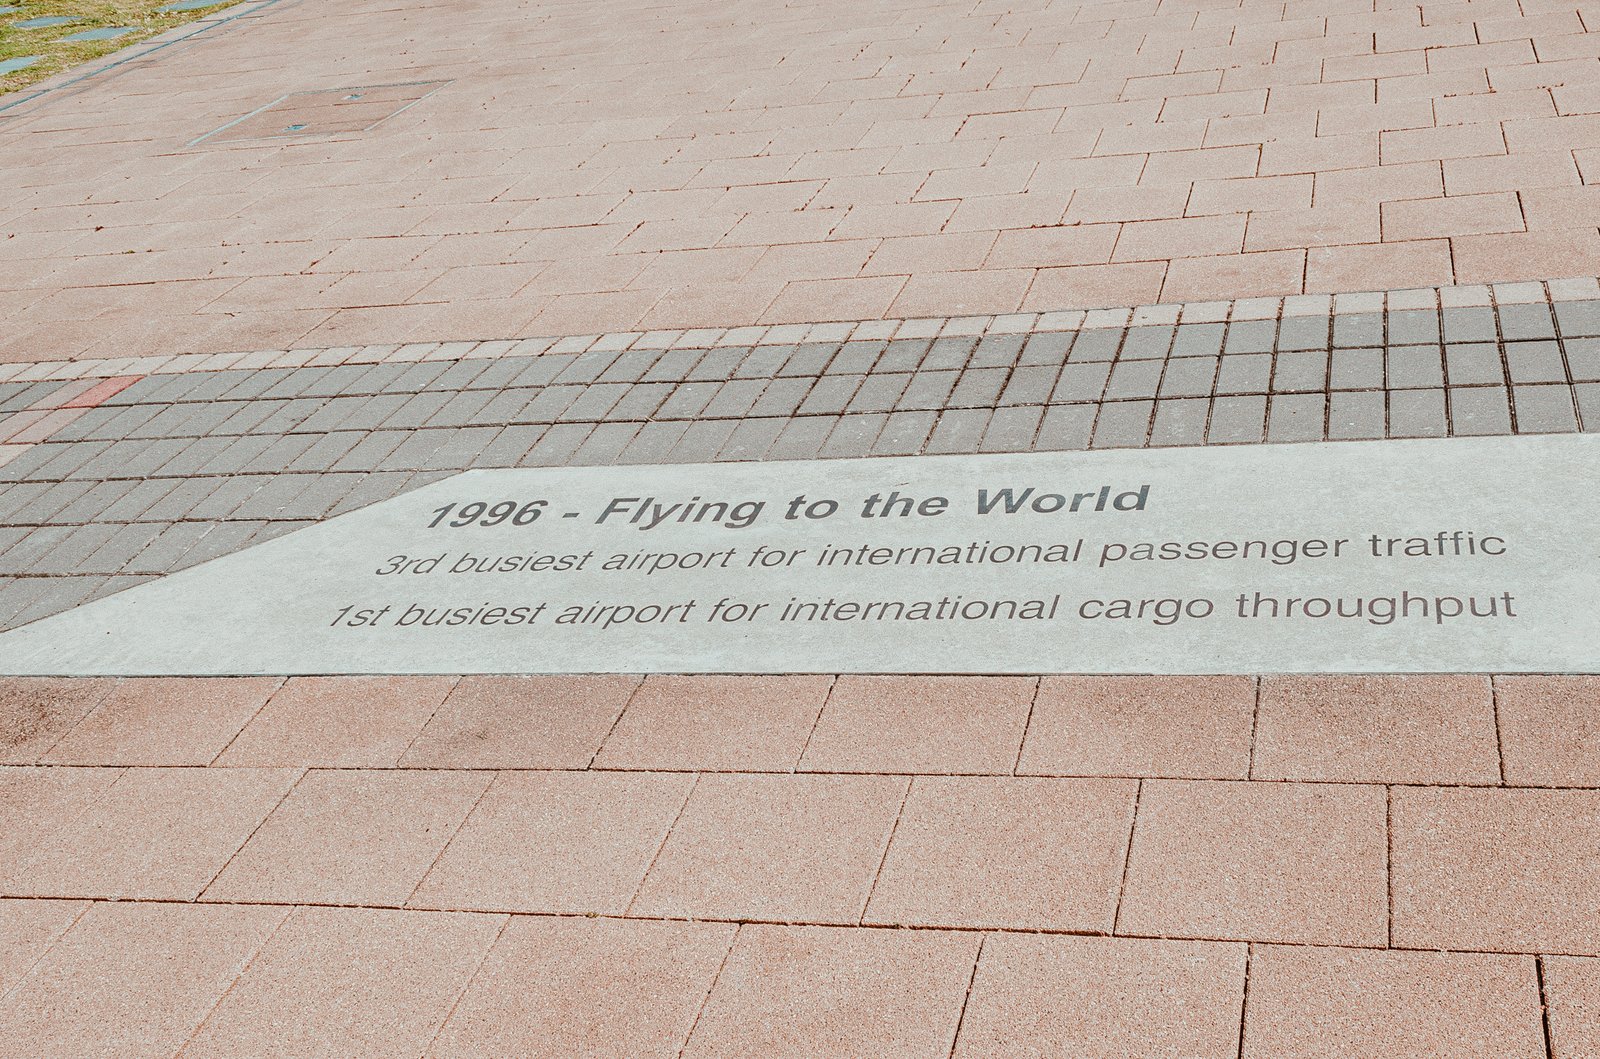 1996 - Flying to the World
3rd busiest airport for international passenger traffic
1st busiest airport for international cargo throughput